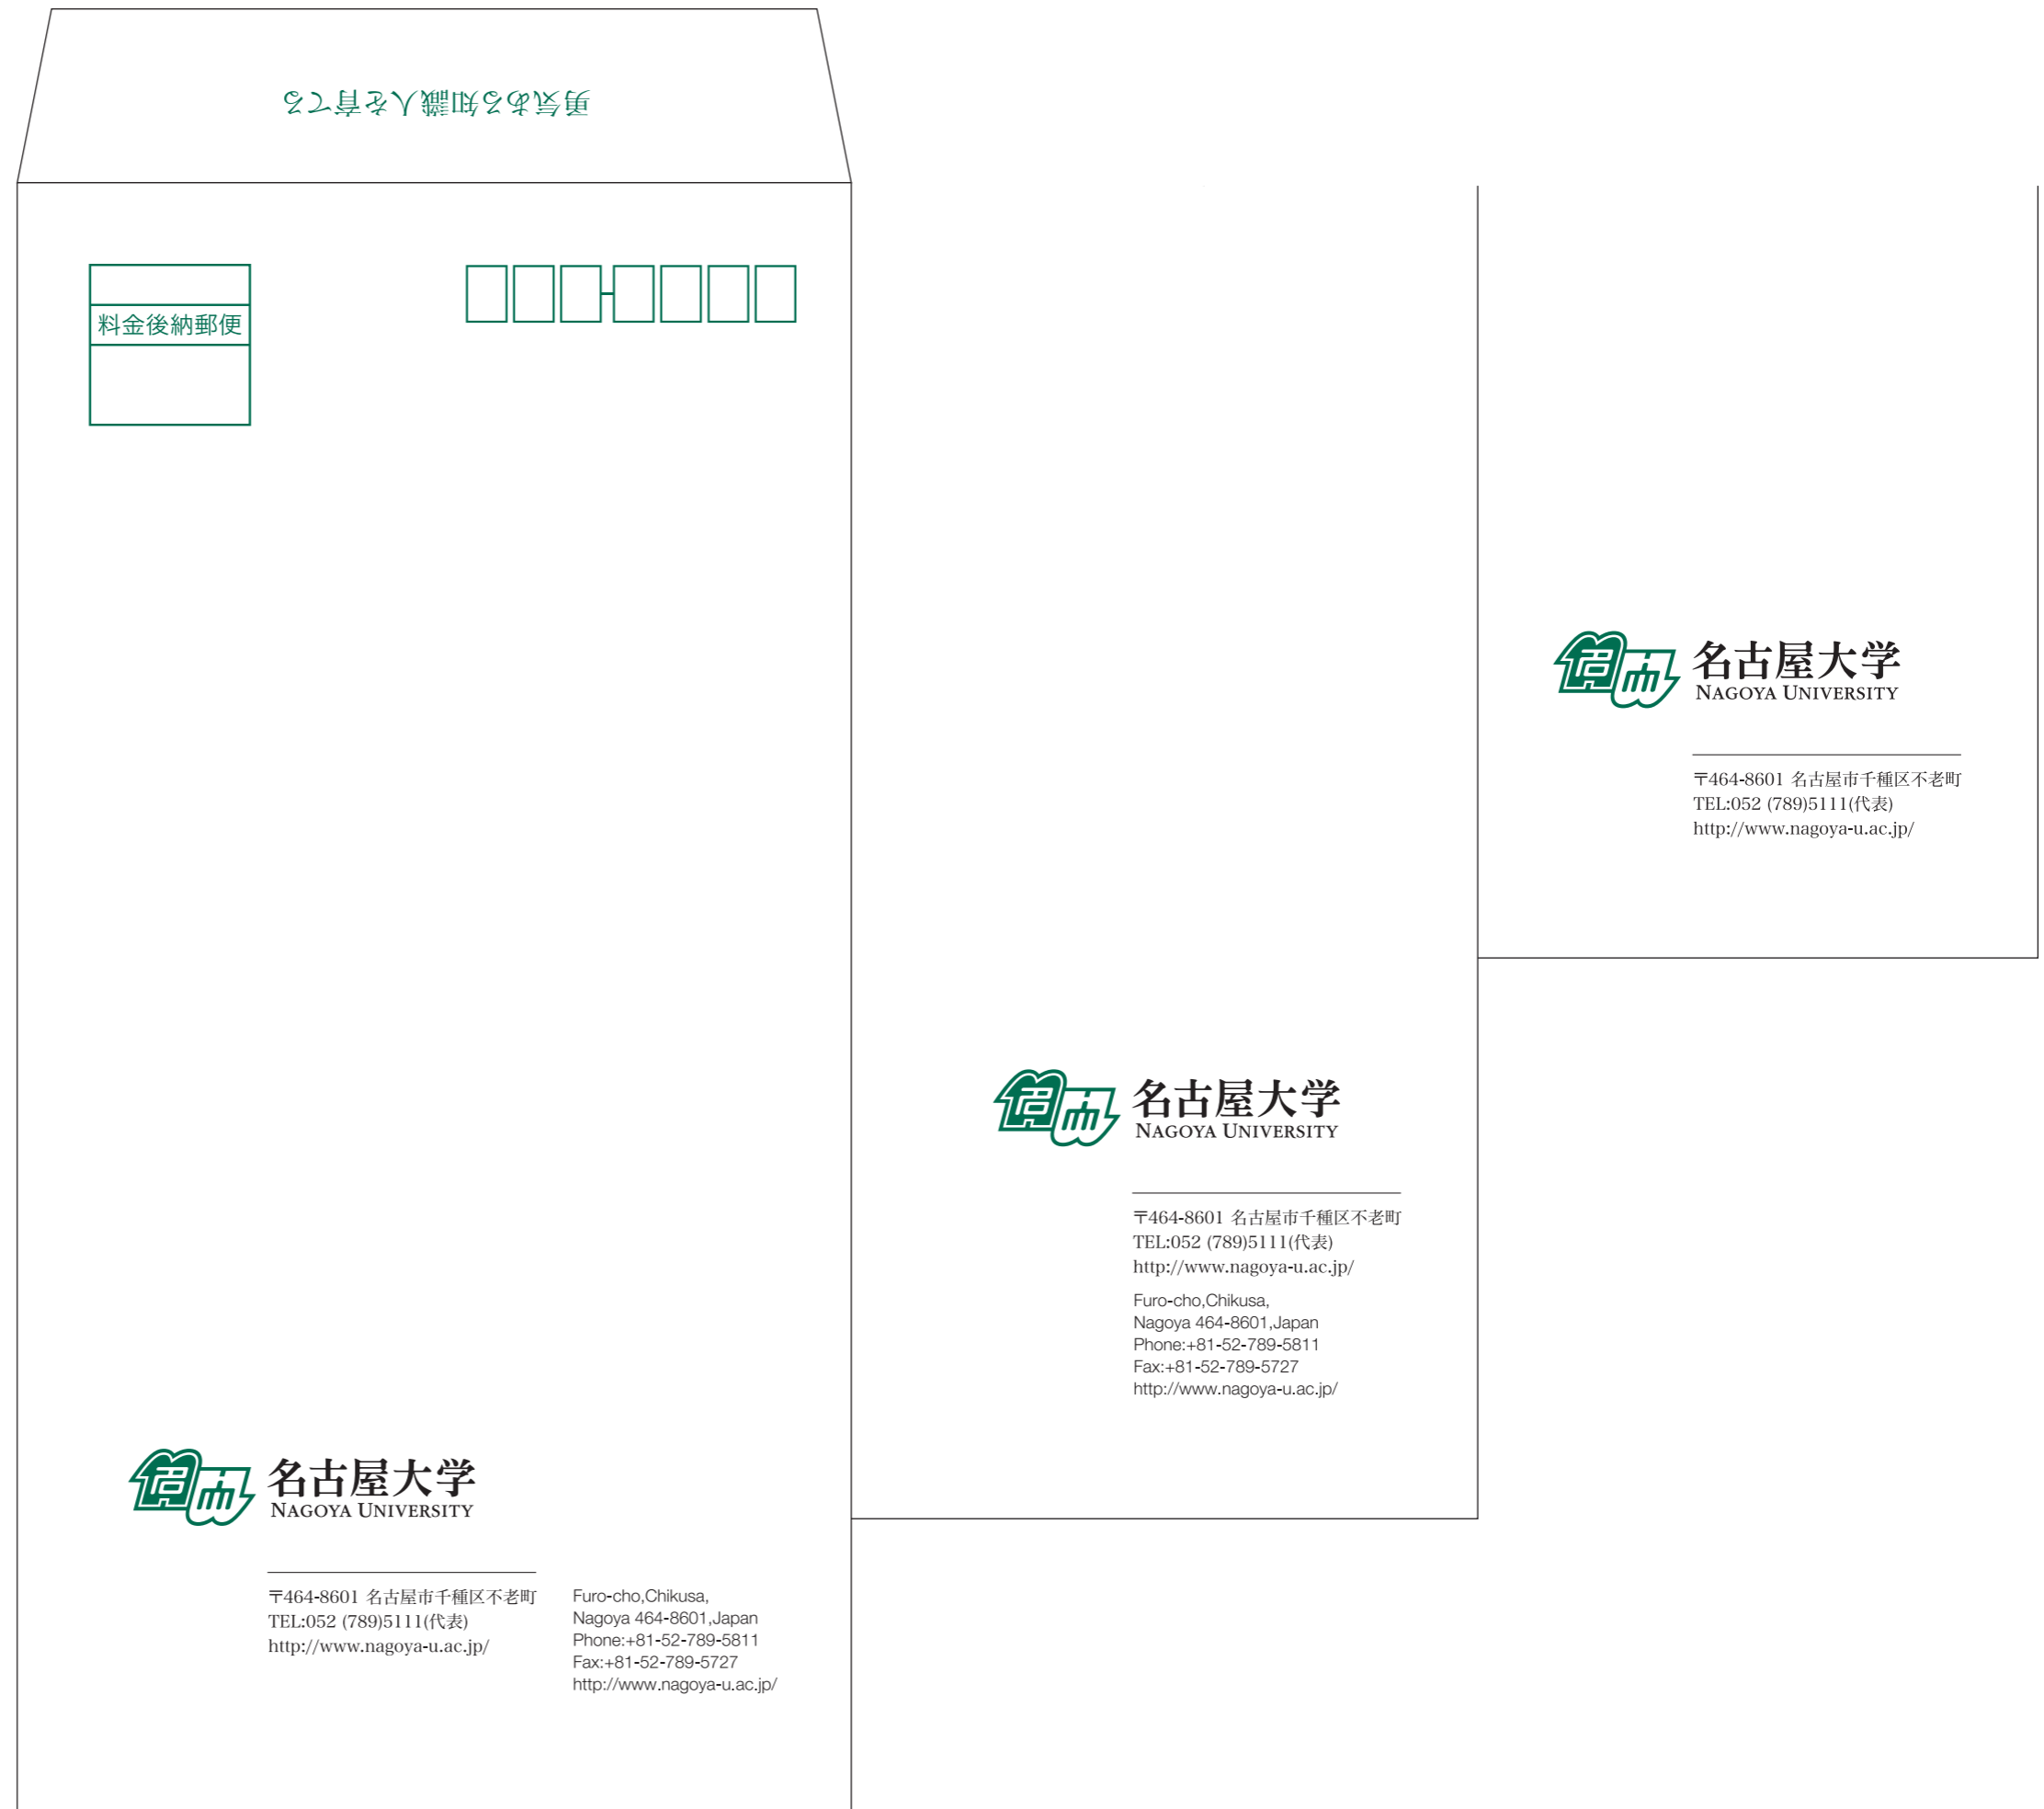 勇気ある知識人を育てる
料金後納郵便
名古屋大学
NAGOYA UNIVERSITY
〒464-8601 名古屋市千種区不老町
TEL:052 (789)5111(代表)
http://www.nagoya-u.ac.jp/
Furo-cho,Chikusa,
Nagoya 464-8601,Japan
Phone:+81-52-789-5811
Fax:+81-52-789-5727
http://www.nagoya-u.ac.jp/
名古屋大学
NAGOYA UNIVERSITY
〒464-8601 名古屋市千種区不老町
TEL:052 (789)5111(代表)
http://www.nagoya-u.ac.jp/
Furo-cho,Chikusa,
Nagoya 464-8601,Japan
Phone:+81-52-789-5811
Fax:+81-52-789-5727
http://www.nagoya-u.ac.jp/
名古屋大学
NAGOYA UNIVERSITY
〒464-8601 名古屋市千種区不老町
TEL:052 (789)5111(代表)
http://www.nagoya-u.ac.jp/